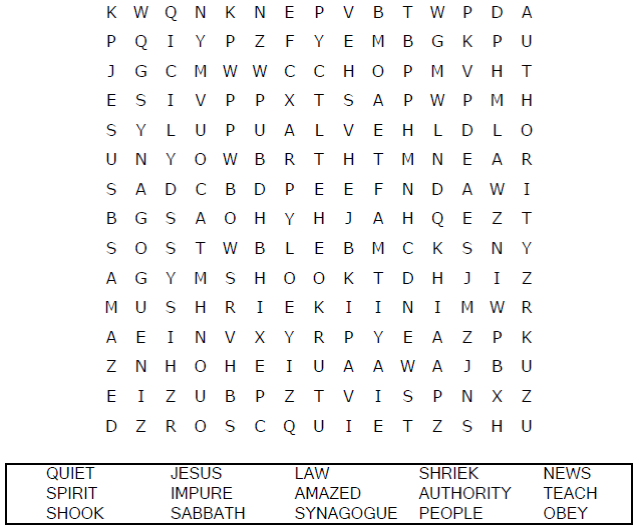 K W Q N K N E P V B T W P D A
P Q I Y P Z F Y E M B G K P U
J G C M W W C C H O P M V H T
E S I V P P X T S A P W P M H
S Y L U P U A L V E H L D L O
U N Y O W B R T H T M N E A R
S A D C B D P E E F N D A W I
B G S A O H Y H J A H Q E Z T
S O S T W B L E B M C K S N Y
A G Y M S H O O K T D H J I Z
M U S H R I E K I I N I M W R
A E I N V X Y R P Y E A Z P K
Z N H O H E I U A A W A J B U
E I Z U B P Z T V I S P N X Z
D Z R O S C Q U I E T Z S H U
QUIET JESUS LAW SHRIEK NEWS
SPIRIT IMPURE AMAZED AUTHORITY TEACH
SHOOK SABBATH SYNAGOGUE PEOPLE OBEY